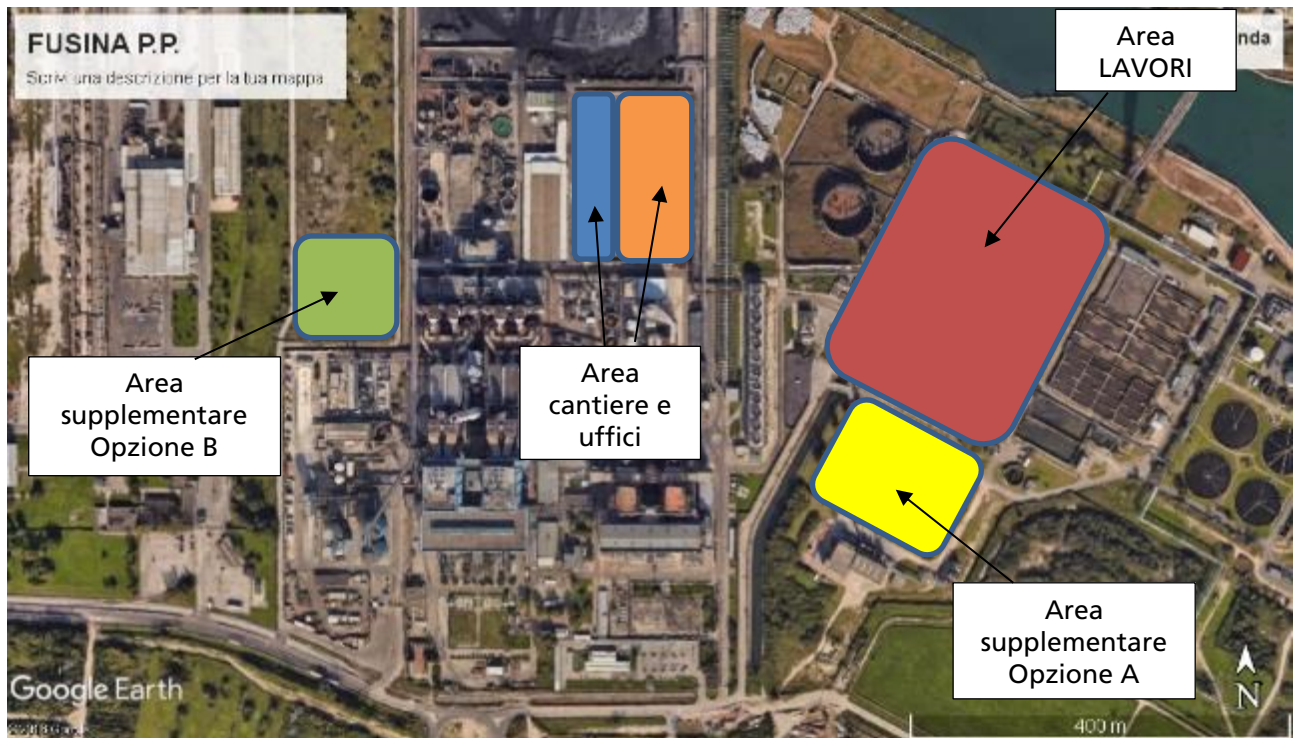 FUSINA P.P.
Scrivi una descrizione per la tua mappa
Area
LAVORI
nda
Area
supplementare
Opzione B
Area
cantiere e
uffici
Area
supplementare
Opzione A
Google Earth
N
400 m